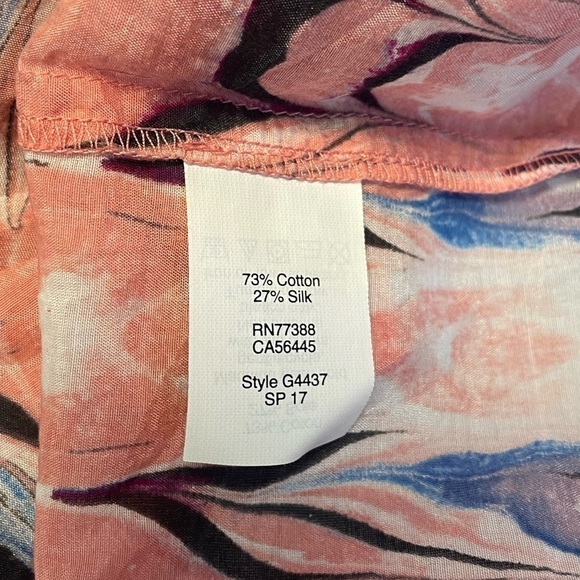 73% Cotton
27% Silk
RN77388
CA56445
Style G4437
SP 17